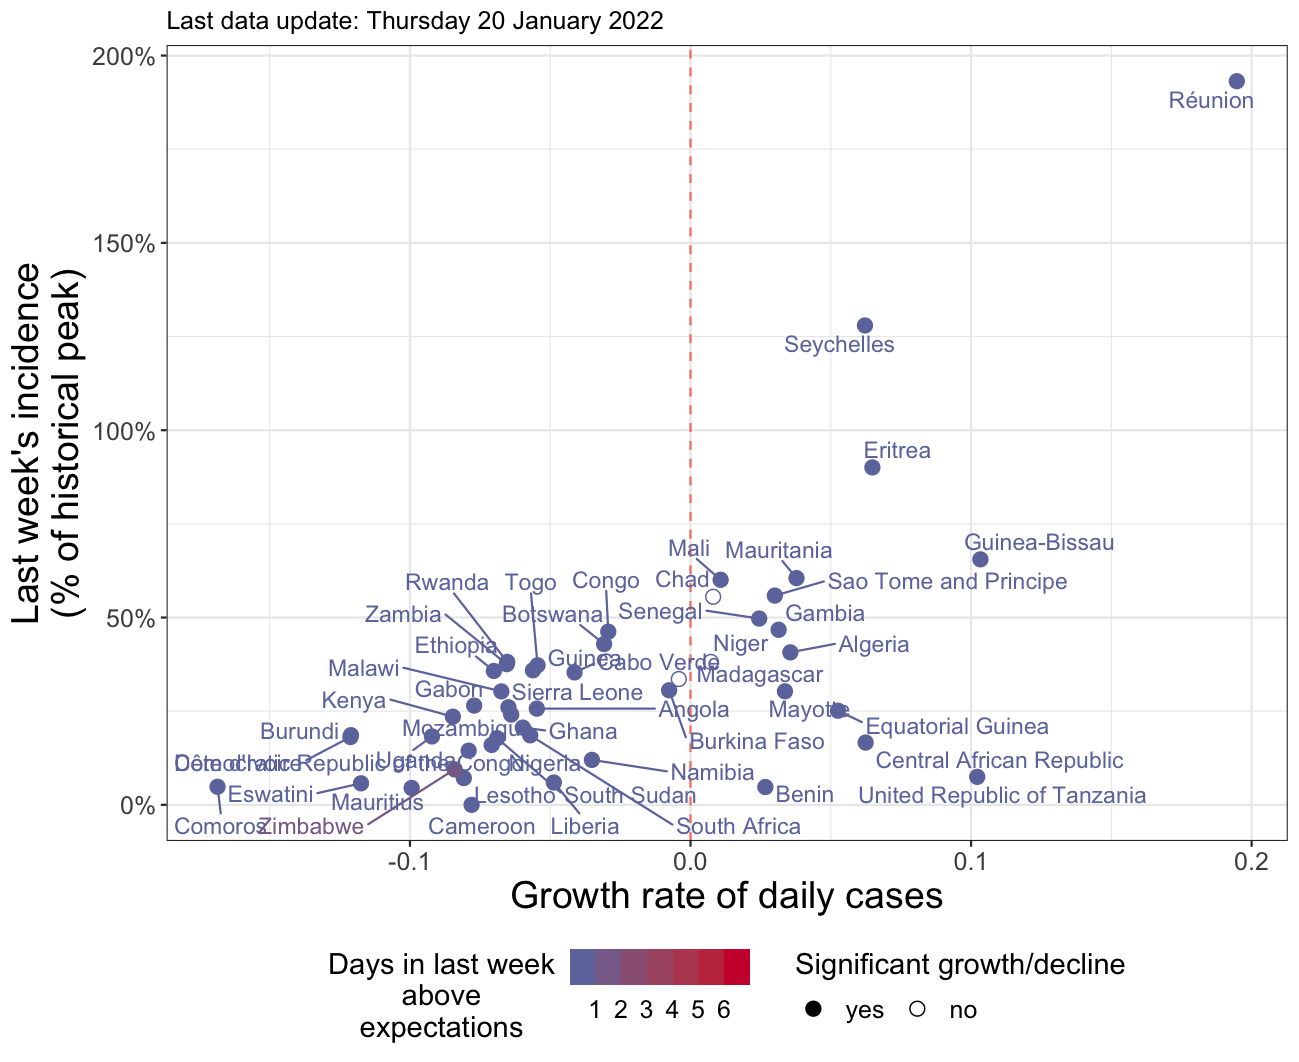 Last data update: Thursday 20 January 2022
200%
Réunion
150%
Seychelles
100%
Eritrea
Last week's incidence
(% of historical peak)
Guinea-Bissau
Mali
Mauritania
Chad
Sao Tome and Principe
Rwanda
Togo
Congo
Zambia
Botswana
Senegal
Gambia
50%
Ethiopia
Niger
Algeria
Malawi
Guinea
Cabo Verde
Madagascar
Gabon
Sierra Leone
Kenya
Angola
Mayotte
Burundi
Mozambique
Ghana
Equatorial Guinea
Burkina Faso
Democratic Republic of the Congo
Côte d'Ivoire
Uganda
Nigeria
Namibia
Central African Republic
0%
Eswatini
Mauritius
Lesotho
South Sudan
Benin
United Republic of Tanzania
Comoros
Zimbabwe
Cameroon
Liberia
South Africa
-0.1
0.0
0.1
0.2
Growth rate of daily cases
Days in last week
above
expectations
1 2 3 4 5 6
Significant growth/decline
yes
no